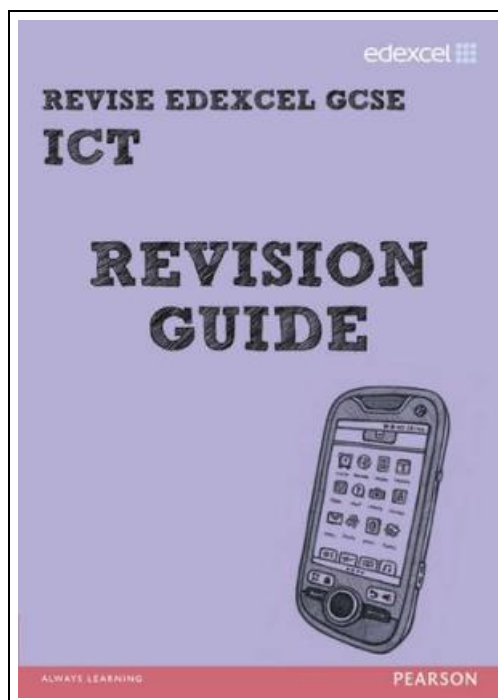 edexcel
REVISE EDEXCEL GCSE
ICT
REVISION
GUIDE
ALWAYS LEARNING
PEARSON